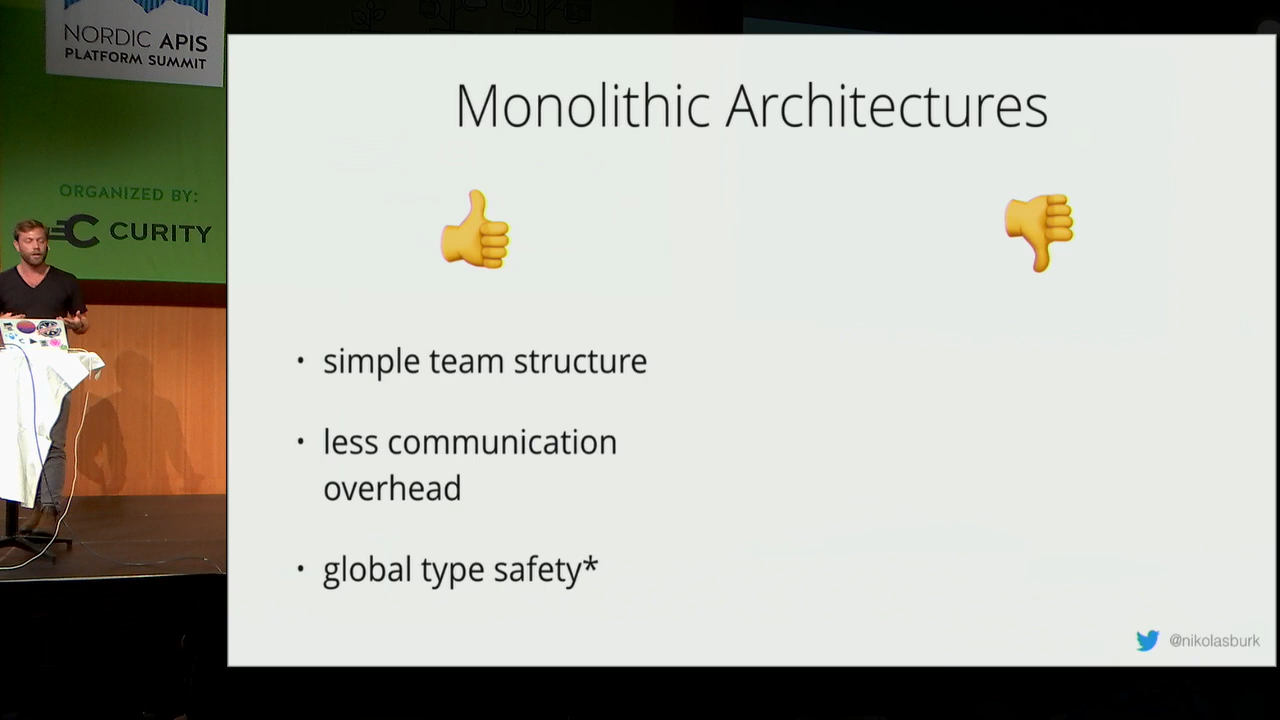 NORDIC APIS
PLATFORM SUMMIT
ORGANIZED BY:
CURITY
Monolithic Architectures
• simple team structure
• less communication
overhead
• global type safety*
@nikolasburk